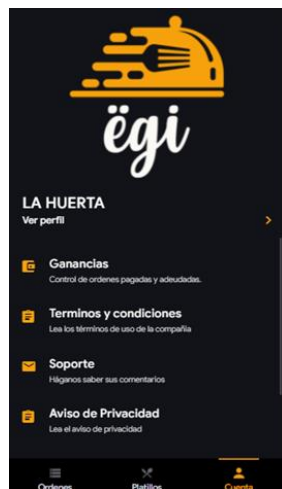 ëgi
LA HUERTA
Ver perfil
Ganancias
Control de ordenes pagadas y adeudadas.
Terminos y condiciones
Lea los términos de uso de la compañía
Soporte
Háganos saber sus comentarios
Aviso de Privacidad
Lea el aviso de privacidad
Ordenes Platillos Cuenta